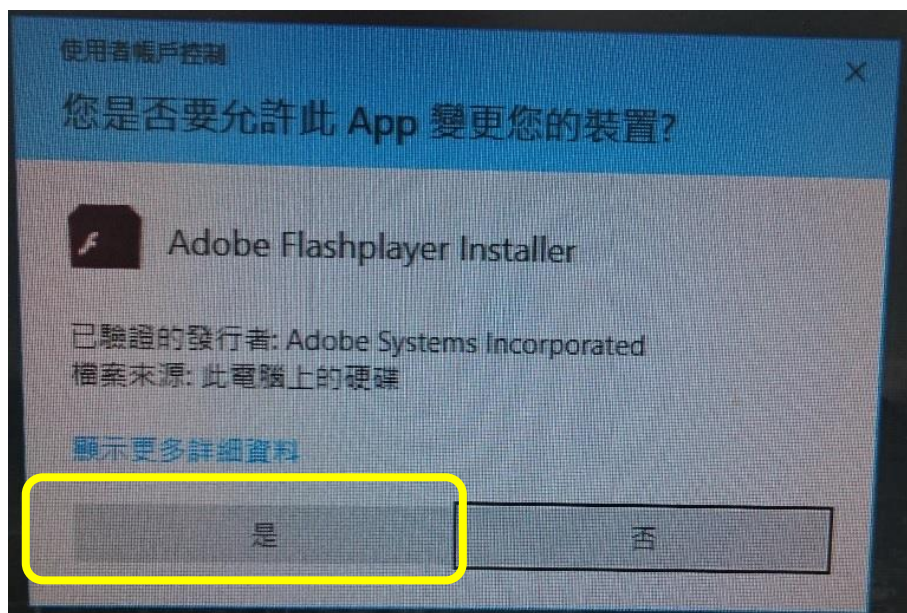 使用者帳戶控制
您是否要允許此 App 變更您的裝置?
Adobe Flashplayer Installer
已驗證的發行者: Adobe Systems Incorporated
檔案來源: 此電腦上的硬碟
顯示更多詳細資料
是
否